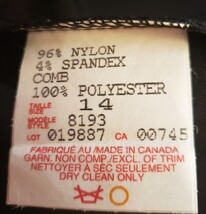 96% NYLON
4% SPANDEX
COMB
100% POLYESTER
TAILLE
SIZE 14
MODÈLE
STYLE 8193
LOT 019887 CA 00745
FABRIQUÉ AU/MADE IN CANADA
GARN. NON COMP./EXCL. OF TRIM
NETTOYER À SEC SEULEMENT
DRY CLEAN ONLY